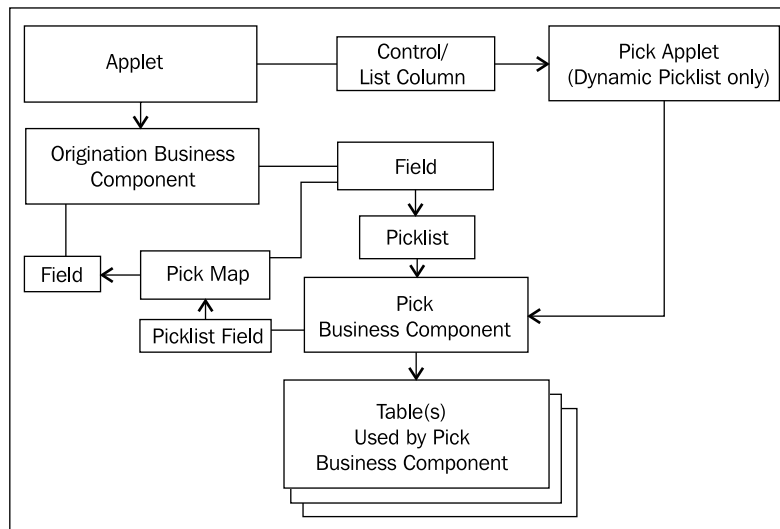 Applet
Control/
List Column
Pick Applet
(Dynamic Picklist only)
Origination Business
Component
Field
Picklist
Field
Pick Map
Pick
Business Component
Picklist Field
Table(s)
Used by Pick
Business Component